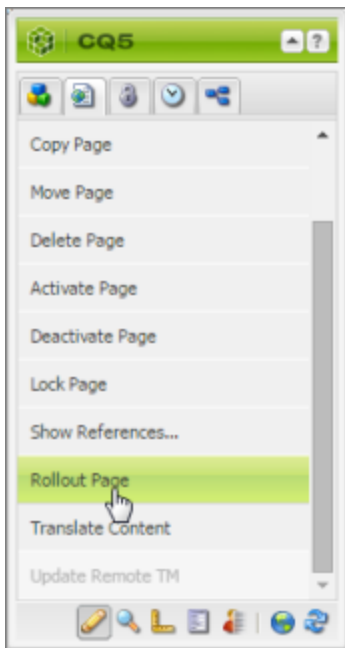 CQ5
?
Copy Page
Move Page
Delete Page
Activate Page
Deactivate Page
Lock Page
Show References...
Rollout Page
Translate Content
Update Remote TM